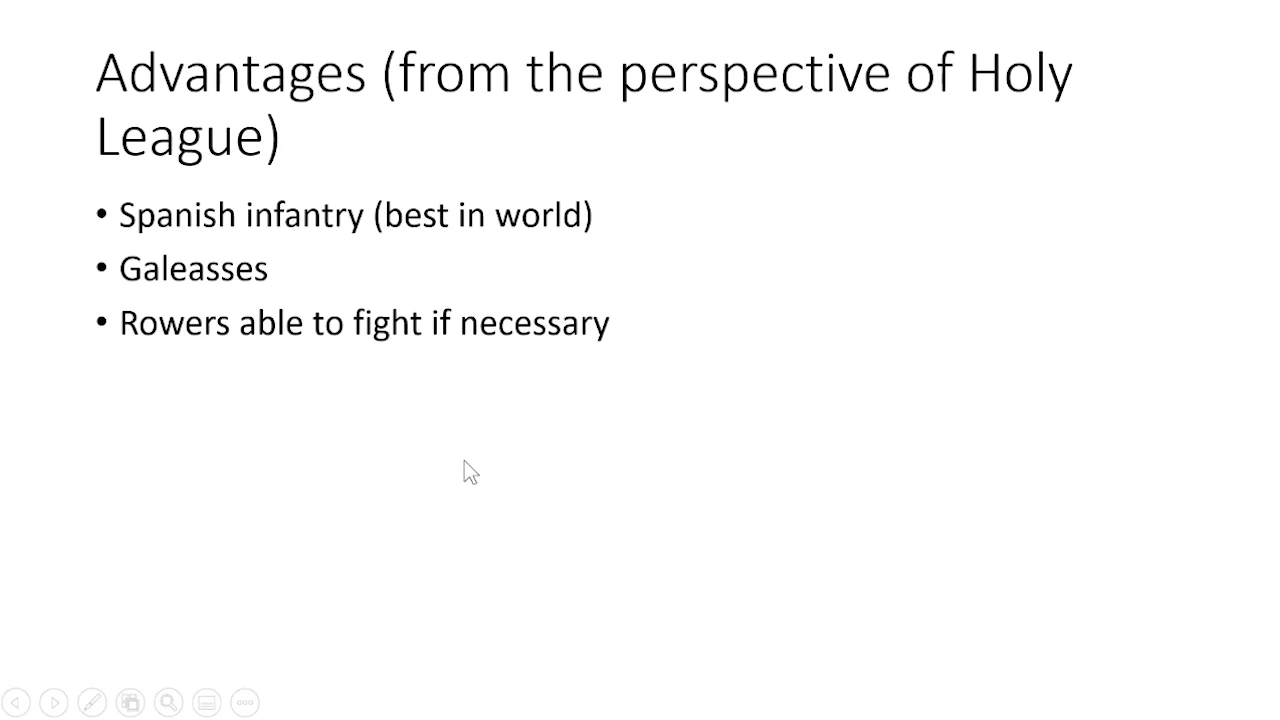 Advantages (from the perspective of Holy
League)
• Spanish infantry (best in world)
• Galeasses
• Rowers able to fight if necessary